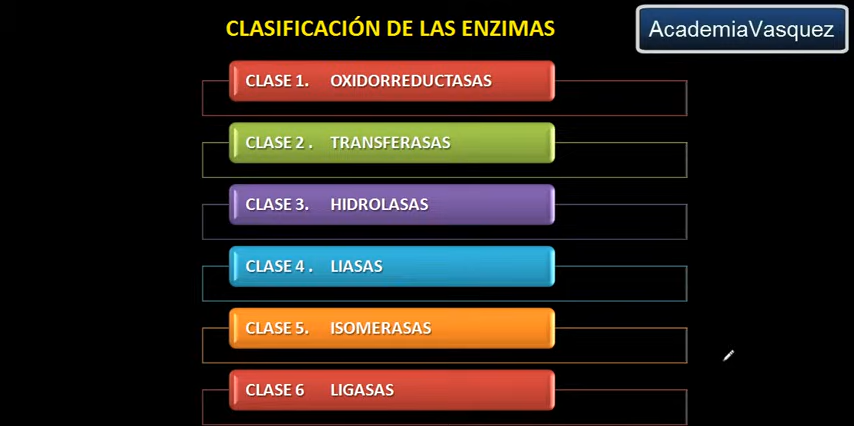 CLASIFICACIÓN DE LAS ENZIMAS
AcademiaVasquez
CLASE 1. OXIDORREDUCTASAS
CLASE 2 . TRANSFERASAS
CLASE 3. HIDROLASAS
CLASE 4 . LIASAS
CLASE 5. ISOMERASAS
CLASE 6 LIGASAS